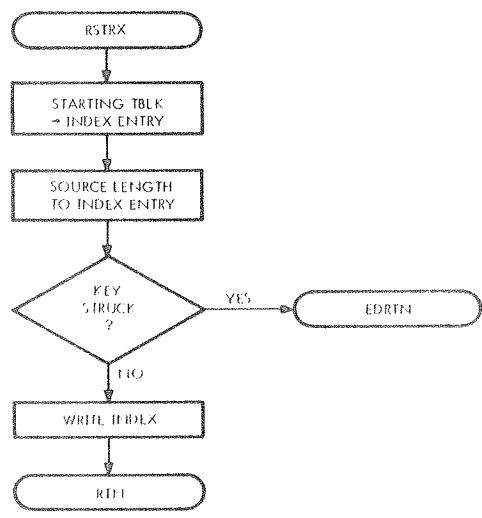 RSTRX
STARTING TBLK
→ INDEX ENTRY
SOURCE LENGTH
TO INDEX ENTRY
KEY
STRUCK
?
YES
EDRTN
NO
WRITE INDEX
RTN